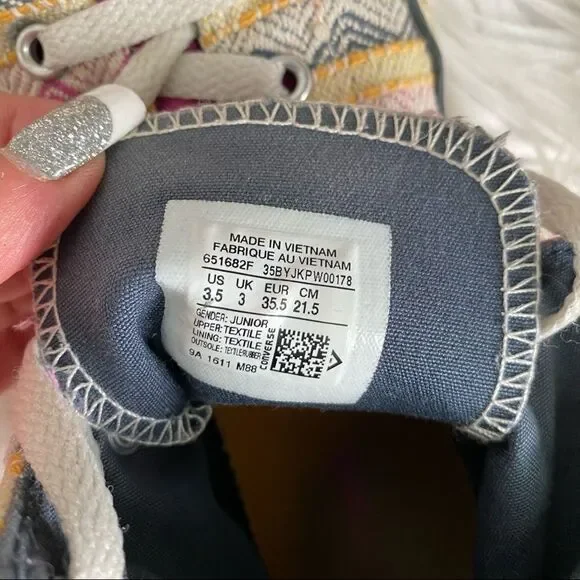 MADE IN VIETNAM
FABRIQUE AU VIETNAM
651682F 35BYJKPW00178
US UK EUR CM
3.5 3 35.5 21.5
GENDER: JUNIOR
UPPER: TEXTILE
LINING: TEXTILE
OUTSOLE: TEXTILE/RUBBER
9A 1611 M88
CONVERSE